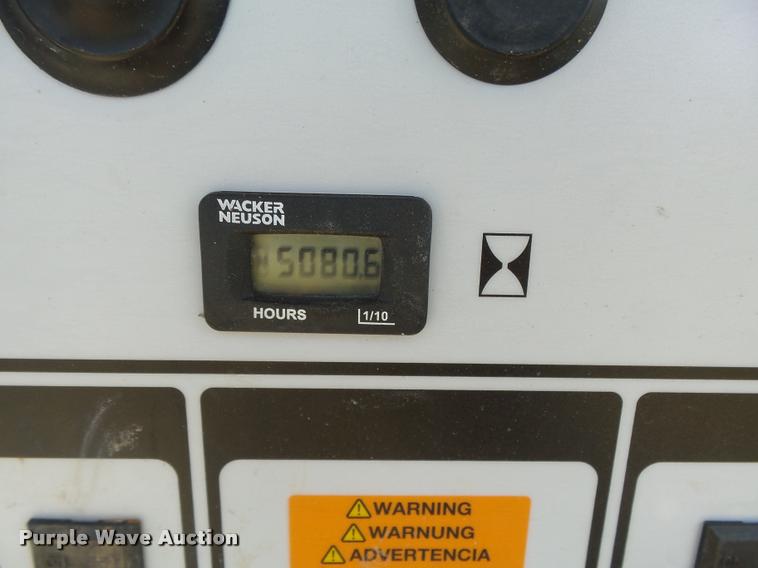 WACKER
NEUSON
5080.6
HOURS 1/10
WARNING
WARNUNG
ADVERTENCIA
Purple Wave Auction®